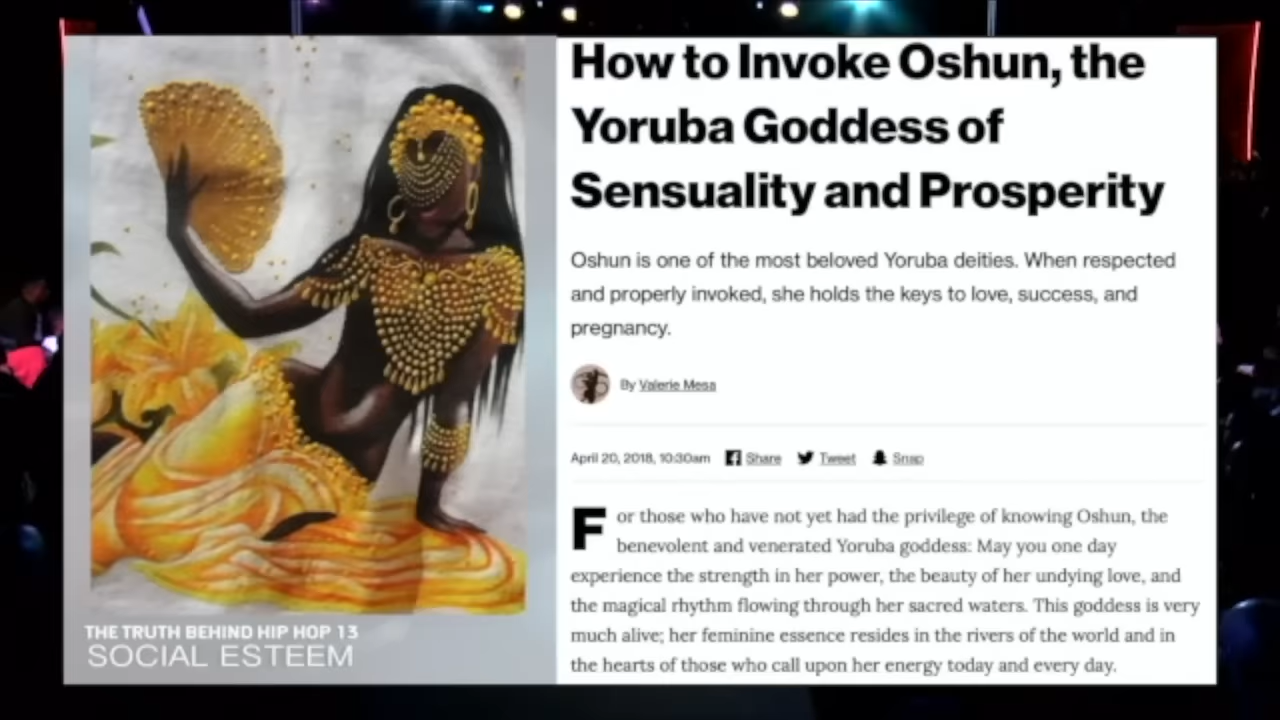 How to Invoke Oshun, the
Yoruba Goddess of
Sensuality and Prosperity
Oshun is one of the most beloved Yoruba deities. When respected
and properly invoked, she holds the keys to love, success, and
pregnancy.
By Valerie Mesa
April 20, 2018, 10:30am Share Tweet Snap
For those who have not yet had the privilege of knowing Oshun, the
benevolent and venerated Yoruba goddess: May you one day
experience the strength in her power, the beauty of her undying love, and
the magical rhythm flowing through her sacred waters. This goddess is very
much alive; her feminine essence resides in the rivers of the world and in
the hearts of those who call upon her energy today and every day.
THE TRUTH BEHIND HIP HOP 13
SOCIAL ESTEEM